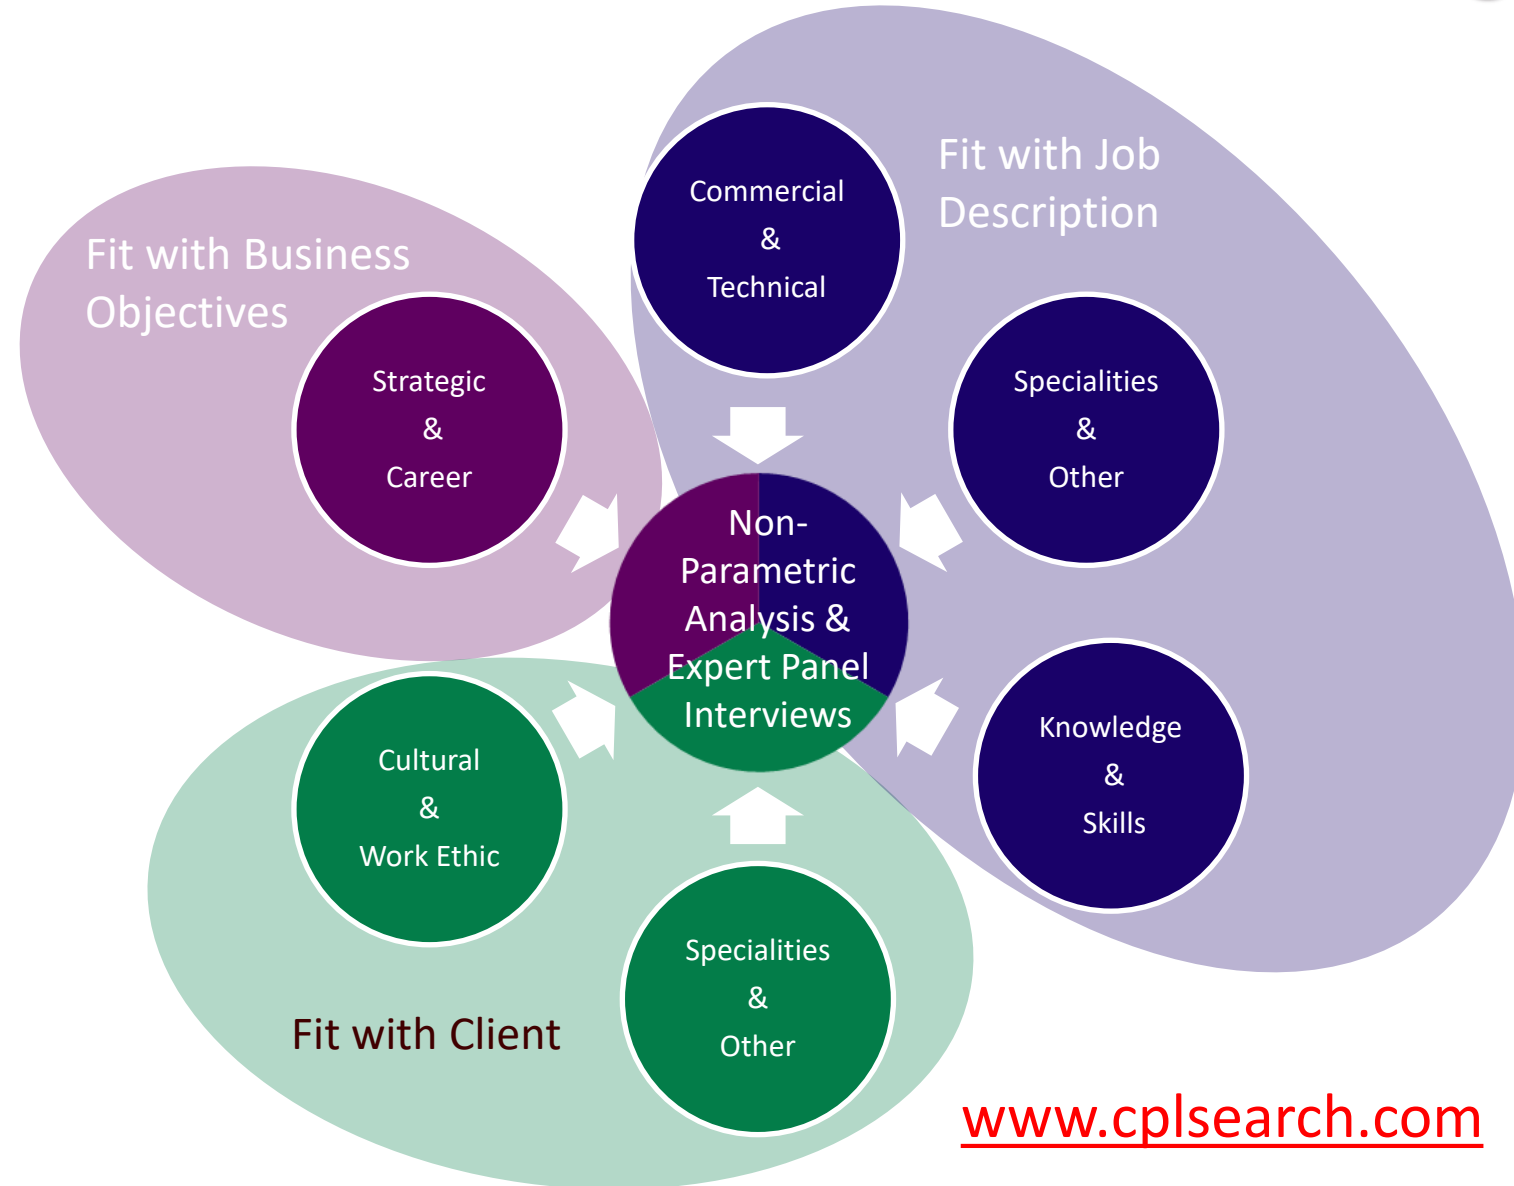 Fit with Business
Objectives
Strategic
&
Career
Commercial
&
Technical
Fit with Job
Description
Specialities
&
Other
Non-
Parametric
Analysis &
Expert Panel
Interviews
Knowledge
&
Skills
Cultural
&
Work Ethic
Specialities
&
Other
Fit with Client
www.cplsearch.com